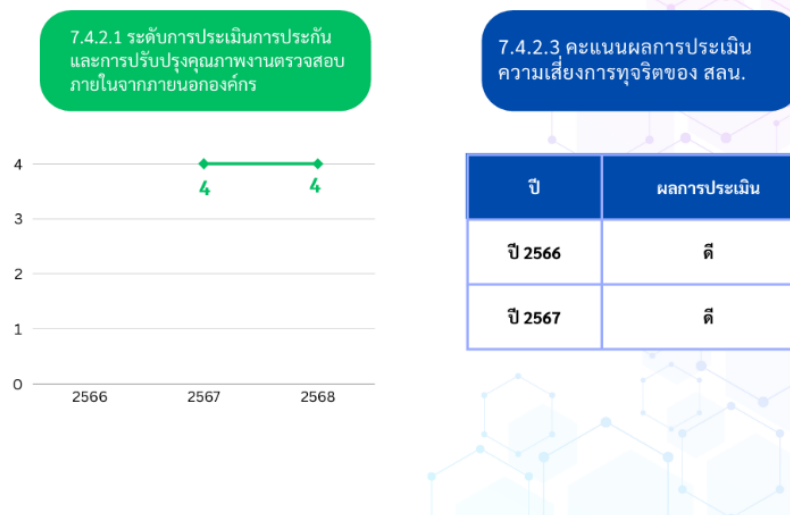 7.4.2.1 ระดับการประเมินการประกัน
และการปรับปรุงคุณภาพงานตรวจสอบ
ภายในจากภายนอกองค์กร
4
3
2
1
0
4
4
2566
2567
2568
7.4.2.3 คะแนนผลการประเมิน
ความเสี่ยงการทุจริตของ สลน.
ปี ผลการประเมิน
ปี 2566 ดี
ปี 2567 ดี